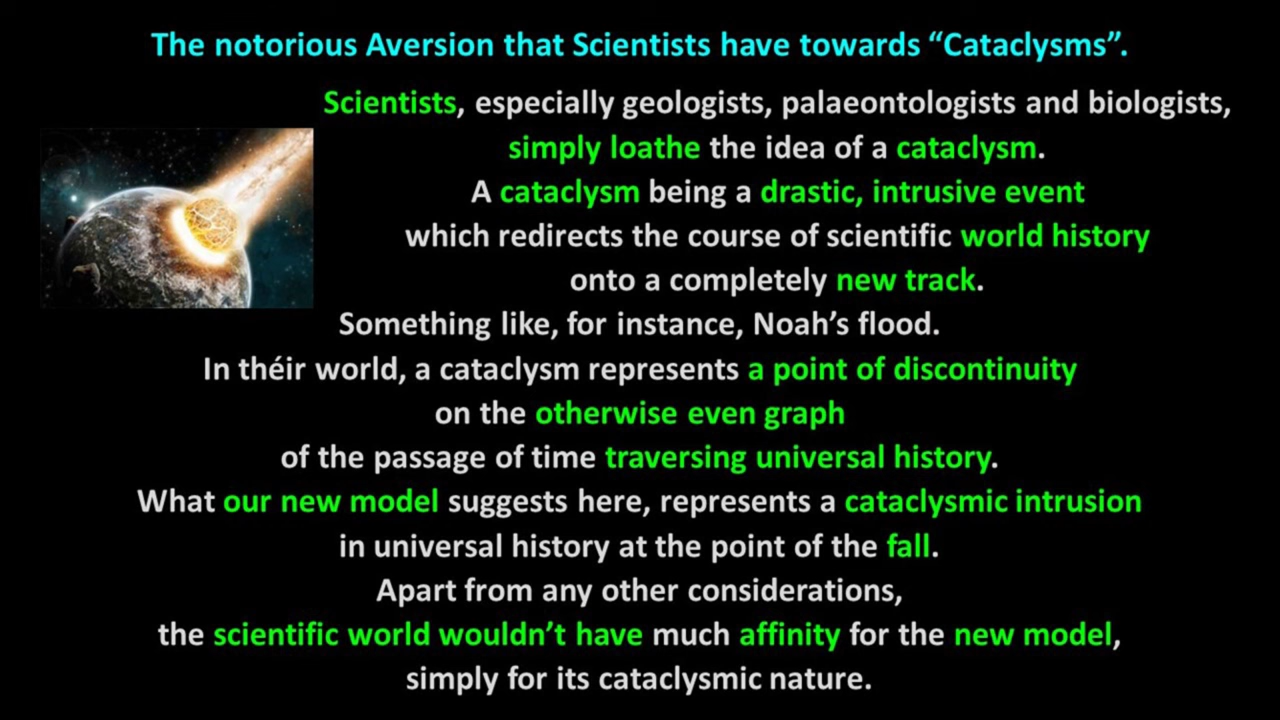 The notorious Aversion that Scientists have towards “Cataclysms”.
Scientists, especially geologists, palaeontologists and biologists,
simply loathe the idea of a cataclysm.
A cataclysm being a drastic, intrusive event
which redirects the course of scientific world history
onto a completely new track.
Something like, for instance, Noah’s flood.
In théir world, a cataclysm represents a point of discontinuity
on the otherwise even graph
of the passage of time traversing universal history.
What our new model suggests here, represents a cataclysmic intrusion
in universal history at the point of the fall.
Apart from any other considerations,
the scientific world wouldn’t have much affinity for the new model,
simply for its cataclysmic nature.